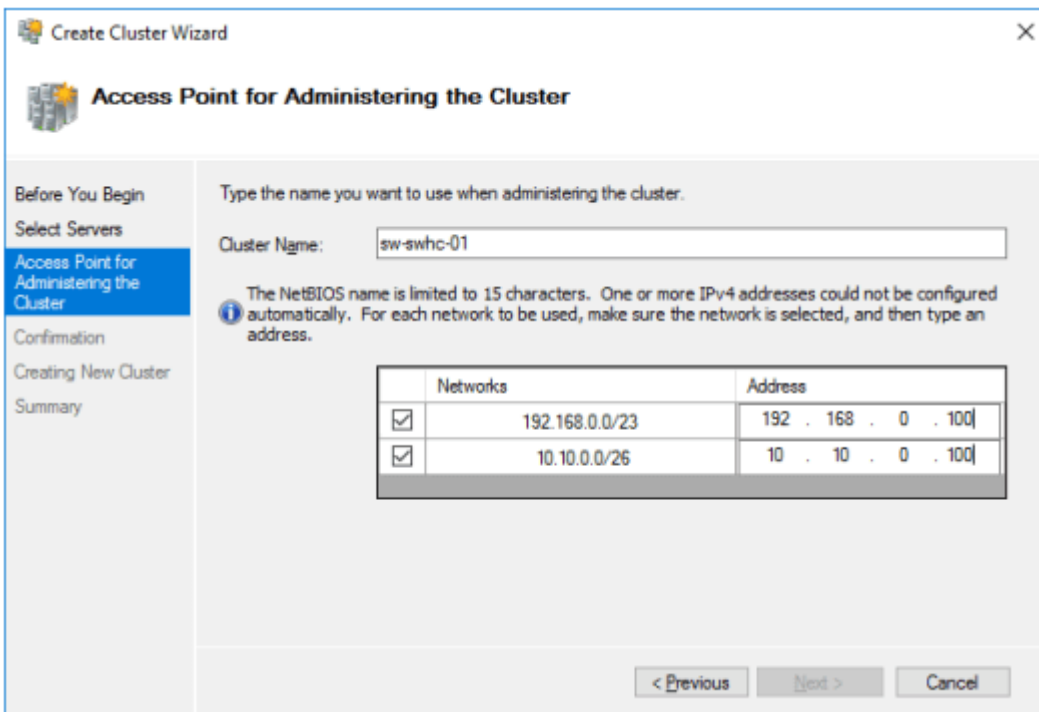 Create Cluster Wizard
Access Point for Administering the Cluster
Before You Begin
Select Servers
Access Point for
Administering the
Cluster
Confirmation
Creating New Cluster
Summary
Type the name you want to use when administering the cluster.
Cluster Name: sw-swhc-01
The NetBIOS name is limited to 15 characters. One or more IPv4 addresses could not be configured
automatically. For each network to be used, make sure the network is selected, and then type an
address.
Networks Address
192.168.0.0/23 192 . 168 . 0 . 100
10.10.0.0/26 10 . 10 . 0 . 100
< Previous Next > Cancel